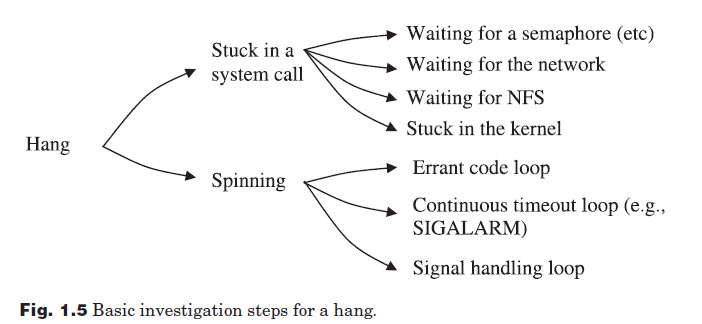 Hang
Stuck in a
system call
Waiting for a semaphore (etc)
Waiting for the network
Waiting for NFS
Stuck in the kernel
Spinning
Errant code loop
Continuous timeout loop (e.g.,
SIGALARM)
Signal handling loop
Fig. 1.5 Basic investigation steps for a hang.